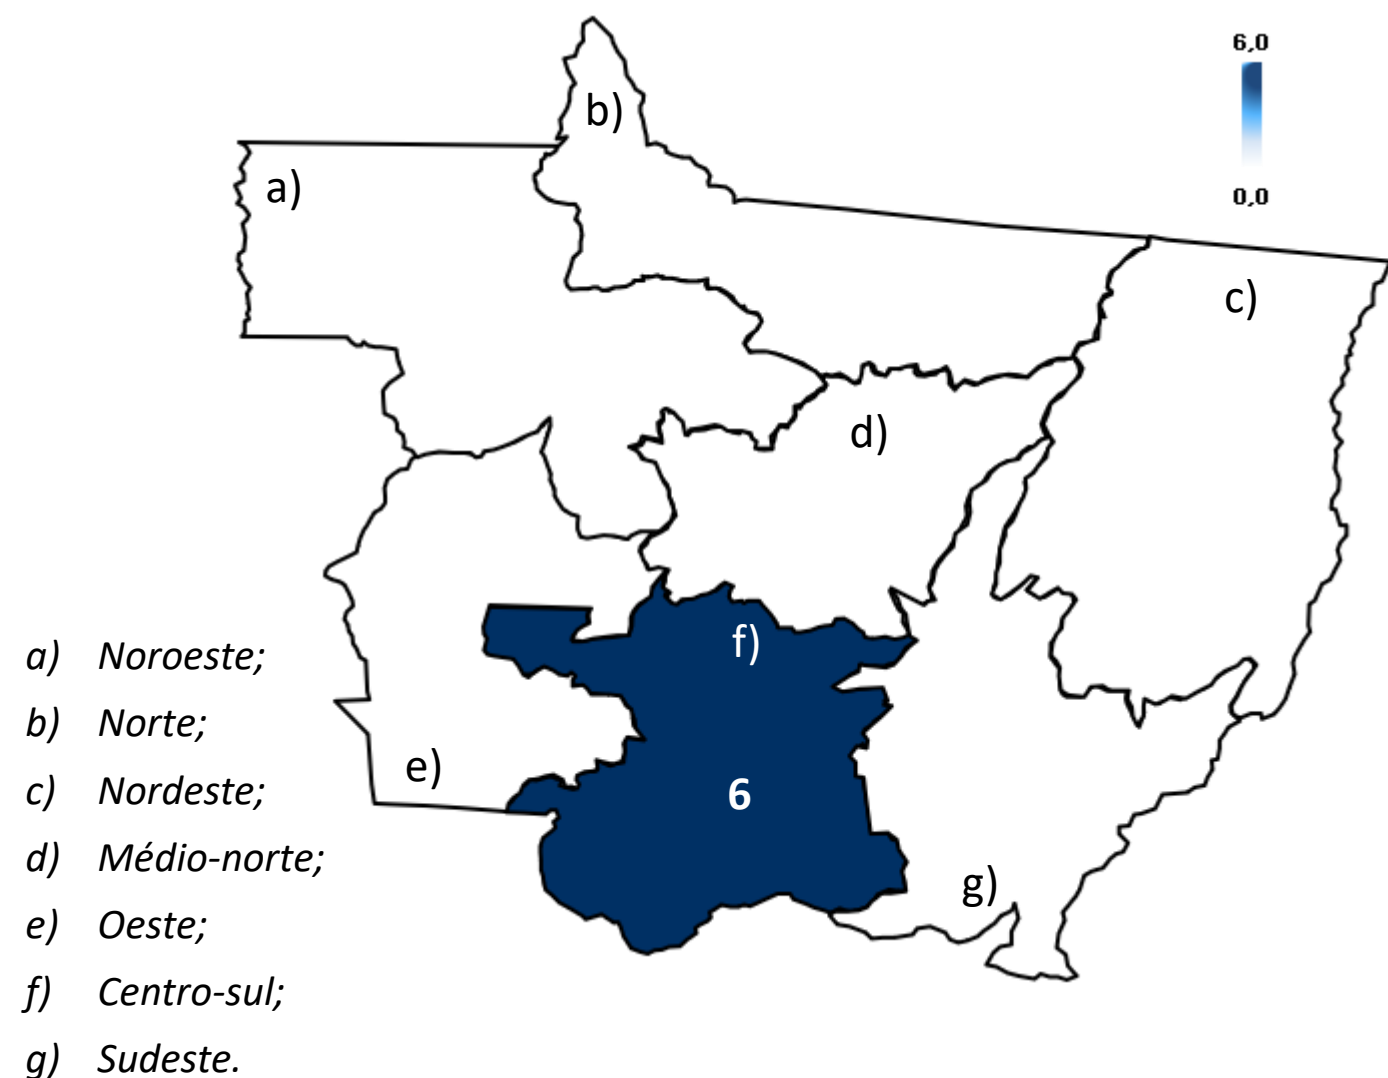 6,0
b)
a)
0,0
c)
d)
f)
e)
6
g)
a) Noroeste;
b) Norte;
c) Nordeste;
d) Médio-norte;
e) Oeste;
f) Centro-sul;
g) Sudeste.